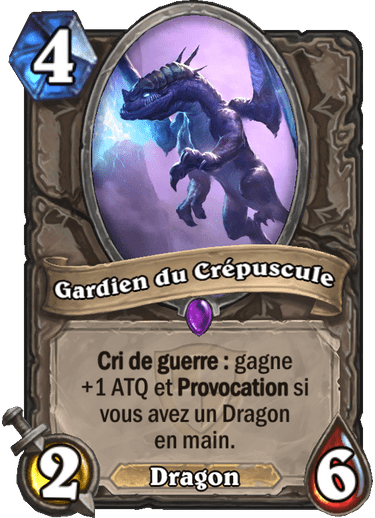 4
Gardien du Crépuscule
Cri de guerre : gagne
+1 ATQ et Provocation si
vous avez un Dragon
en main.
2
Dragon
6